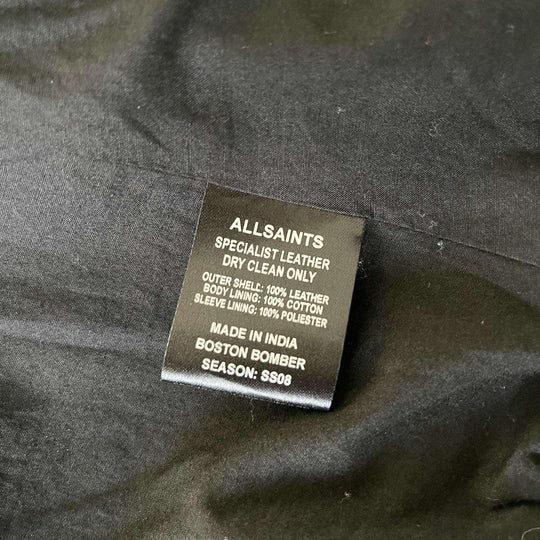 ALLSAINTS
SPECIALIST LEATHER
DRY CLEAN ONLY
OUTER SHELL: 100% LEATHER
BODY LINING: 100% COTTON
SLEEVE LINING: 100% POLIESTER
MADE IN INDIA
BOSTON BOMBER
SEASON: SS08